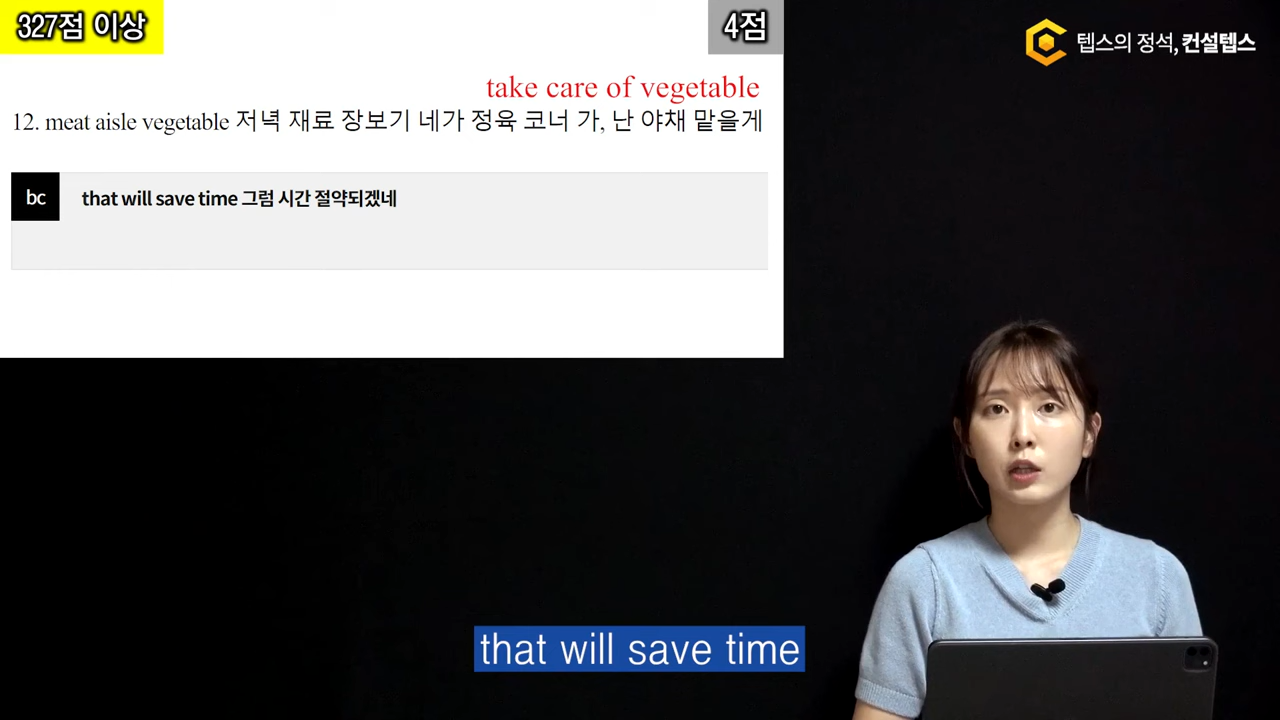 327점 이상
4점
텝스의 정석, 컨설텝스
take care of vegetable
12. meat aisle vegetable 저녁 재료 장보기 네가 정육 코너 가, 난 야채 맡을게
bc
that will save time 그럼 시간 절약되겠네
that will save time